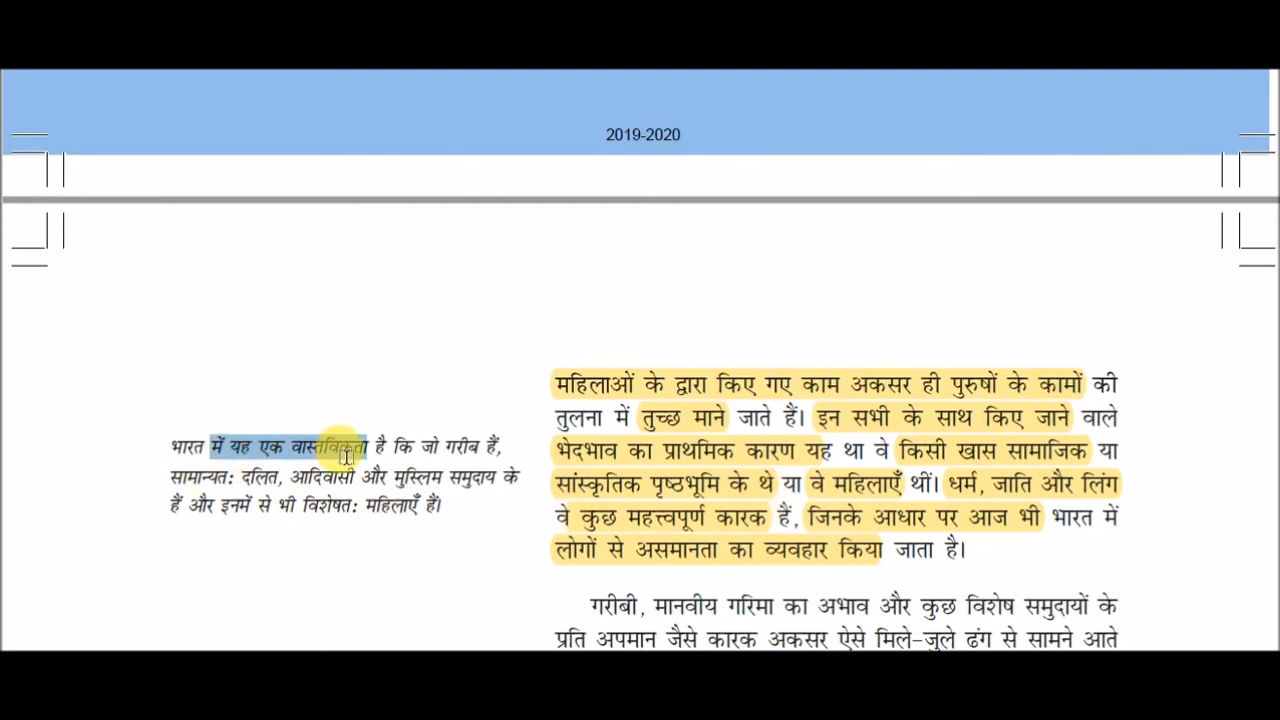 2019-2020
भारत में यह एक वास्तविकता है कि जो गरीब हैं,
सामान्यत: दलित, आदिवासी और मुस्लिम समुदाय के
हैं और इनमें से भी विशेषत: महिलाएँ हैं।
महिलाओं के द्वारा किए गए काम अकसर ही पुरुषों के कामों की
तुलना में तुच्छ माने जाते हैं। इन सभी के साथ किए जाने वाले
भेदभाव का प्राथमिक कारण यह था वे किसी खास सामाजिक या
सांस्कृतिक पृष्ठभूमि के थे या वे महिलाएँ थीं। धर्म, जाति और लिंग
वे कुछ महत्त्वपूर्ण कारक हैं, जिनके आधार पर आज भी भारत में
लोगों से असमानता का व्यवहार किया जाता है।
गरीबी, मानवीय गरिमा का अभाव और कुछ विशेष समुदायों के
प्रति अपमान जैसे कारक अकसर ऐसे मिले-जुले ढंग से सामने आते